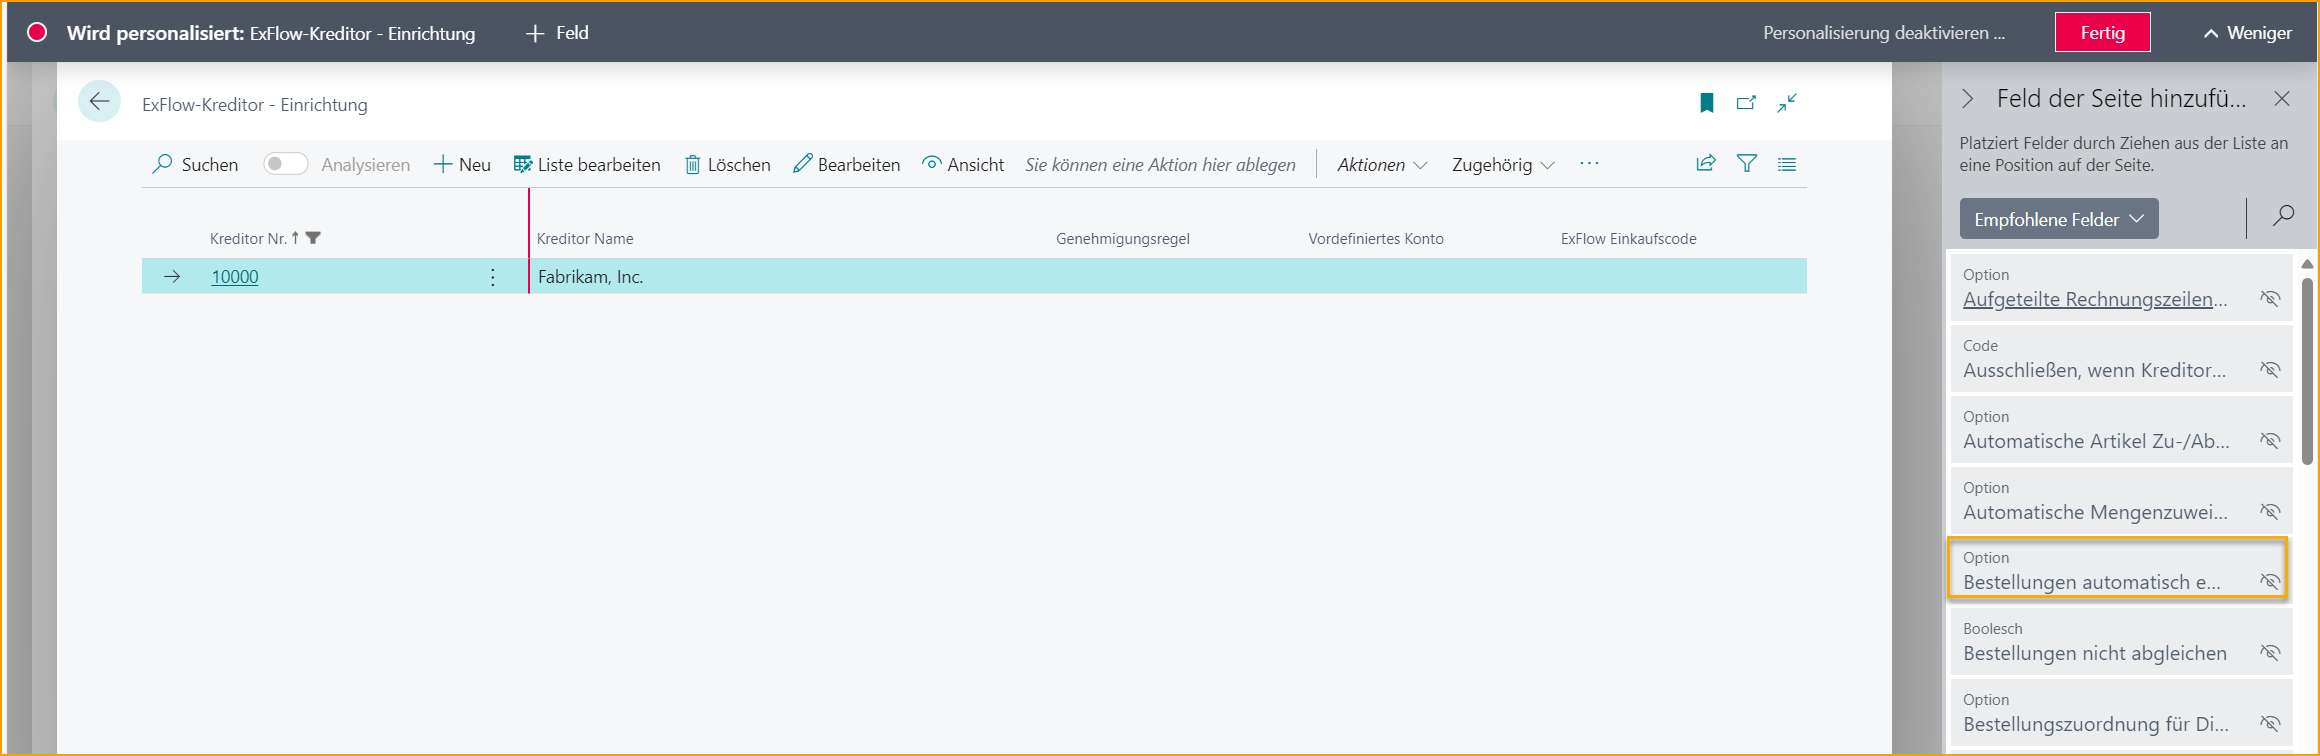 Wird personalisiert: ExFlow-Kreditor - Einrichtung + Feld Personalisierung deaktivieren ... Fertig Weniger
ExFlow-Kreditor - Einrichtung
Suchen Analysieren Neu Liste bearbeiten Löschen Bearbeiten Ansicht Sie können eine Aktion hier ablegen Aktionen Zugehörig ...
Kreditor Nr. ↑ Kreditor Name Genehmigungsregel Vordefiniertes Konto ExFlow Einkaufscode
→ 10000 Fabrikam, Inc.
Feld der Seite hinzufü...
Platziert Felder durch Ziehen aus der Liste an
eine Position auf der Seite.
Empfohlene Felder
Option
Aufgeteilte Rechnungszeilen...
Code
Ausschließen, wenn Kreditor...
Option
Automatische Artikel Zu-/Ab...
Option
Automatische Mengenzuwei...
Option
Bestellungen automatisch e...
Boolesch
Bestellungen nicht abgleichen
Option
Bestellungszuordnung für Di...